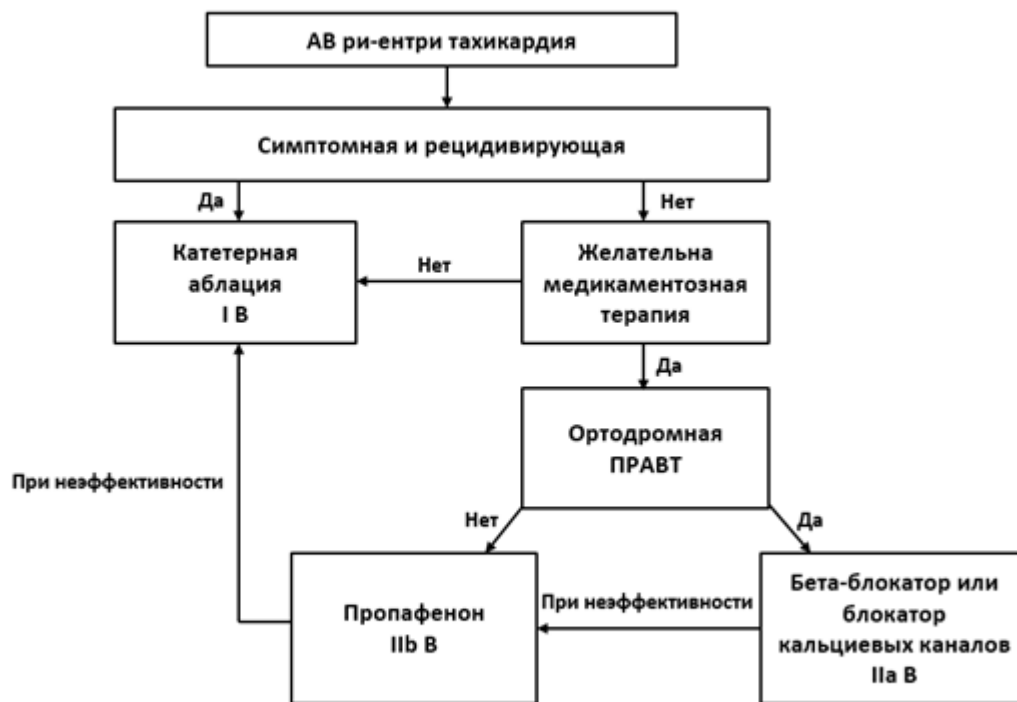 АВ ри-ентри тахикардия
Симптомная и рецидивирующая
Да
Нет
Катетерная
аблация
I B
Нет
Желательна
медикаментозная
терапия
Да
Ортодромная
ПРАВТ
При неэффективности
Нет
Да
Пропафенон
IIb B
При неэффективности
Бета-блокатор или
блокатор
кальциевых каналов
IIa B